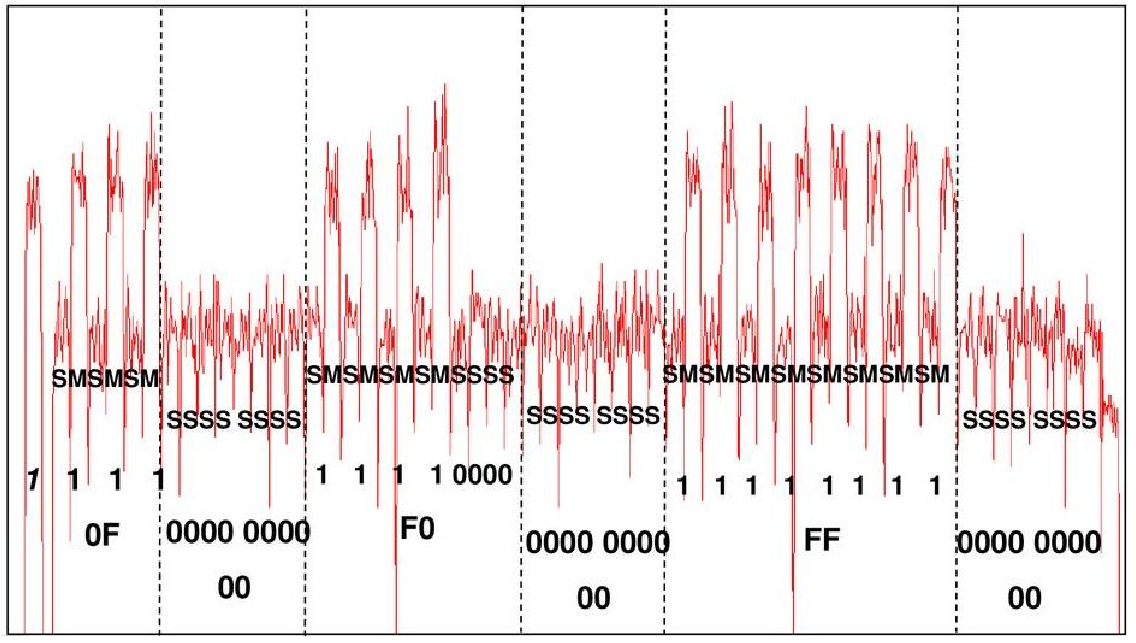 SMSMSM
SSSS SSSS
SMSMSMSMSSSS
SSSS SSSS
SMSMSMSMSMSMSMSM
SSSS SSSS
1 1 1 1
1 1 1 1 0000
1 1 1 1 1 1 1 1
0F
0000 0000
F0
0000 0000
FF
0000 0000
00
00
00